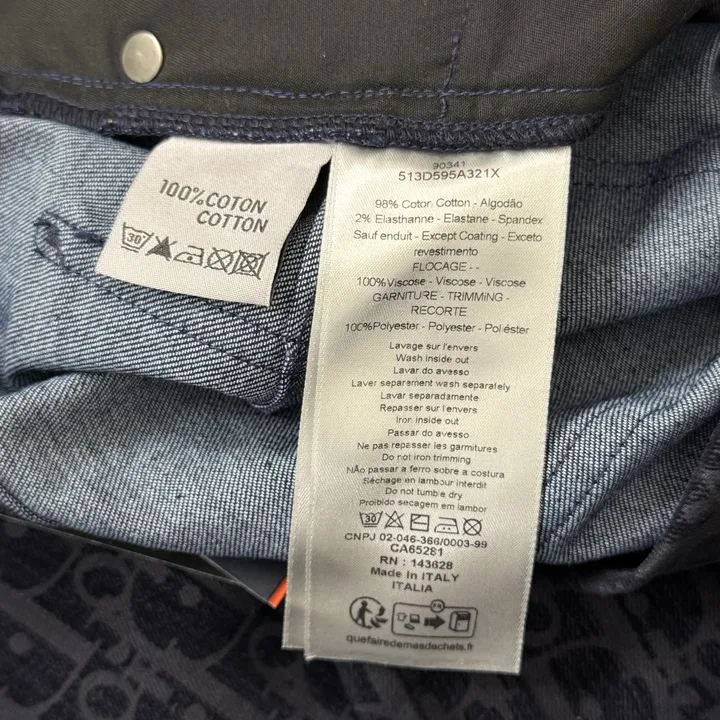 100%COTON
COTTON
30°
90341
513D595A321X
98% Coton Cotton - Algodão
2% Elasthanne - Elastane - Spandex
Sauf enduit - Except Coating - Exceto
revestimento
FLOCAGE - -
100%Viscose - Viscose - Viscose
GARNITURE - TRIMMING -
RECORTE
100%Polyester - Polyester - Poliéster
Lavage sur l'envers
Wash inside out
Lavar do avesso
Laver separement wash separately
Lavar separadamente
Repasser sur l'envers
Iron inside out
Passar do avesso
Ne pas repasser les garnitures
Do not iron trimming
NÃo passar a ferro sobre a costura
Séchage en tambour interdit
Do not tumble dry
Proibido secagem em tambor
30
CNPJ 02-046-366/0003-99
CA65281
RN : 143628
Made in ITALY
ITALIA
FR
quefairedemesdechets.fr